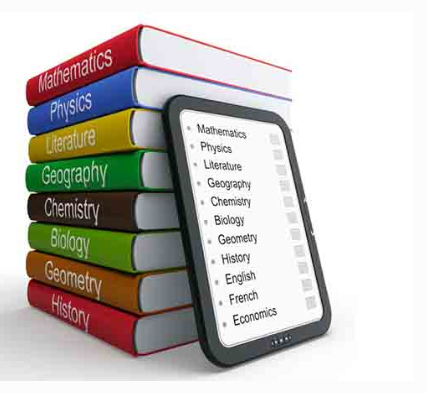 Mathematics
Physics
Literature
Geography
Chemistry
Biology
Geometry
History
Mathematics
Physics
Literature
Geography
Chemistry
Biology
Geometry
History
English
French
Economics